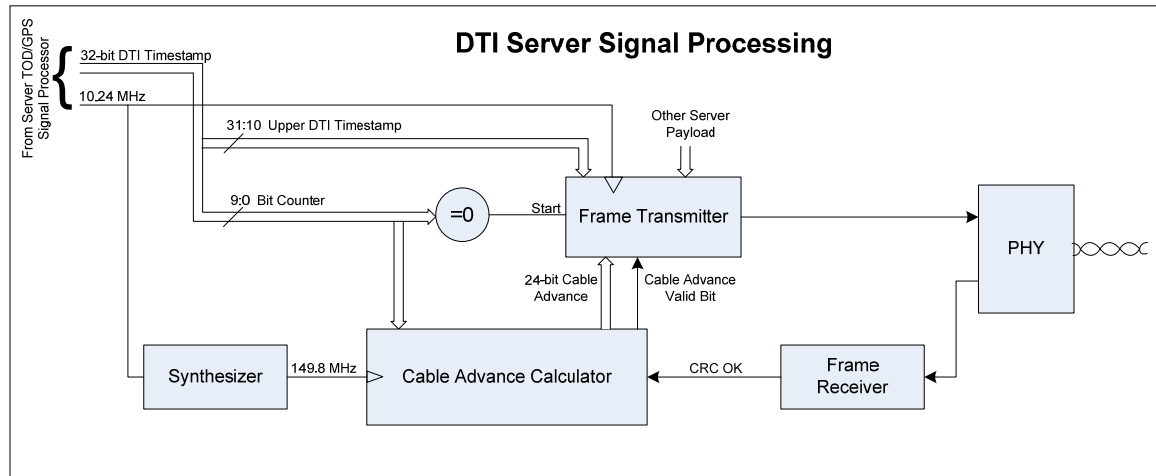 DTI Server Signal Processing
From Server TOD/GPS
Signal Processor
32-bit DTI Timestamp
10.24 MHz
31:10 Upper DTI Timestamp
Other Server
Payload
9:0 Bit Counter
=0
Start
Frame Transmitter
PHY
24-bit Cable
Advance
Cable Advance
Valid Bit
Synthesizer
149.8 MHz
Cable Advance Calculator
CRC OK
Frame
Receiver